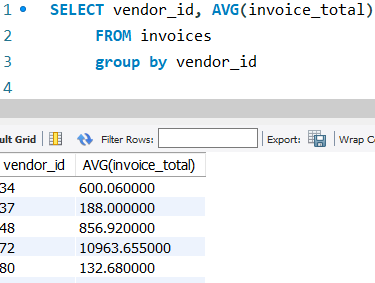 1 SELECT vendor_id, AVG(invoice_total)
2 FROM invoices
3 group by vendor_id
4
ult Grid Filter Rows: Export: Wrap Co
vendor_id AVG(invoice_total)
34 600.060000
37 188.000000
48 856.920000
72 10963.655000
80 132.680000